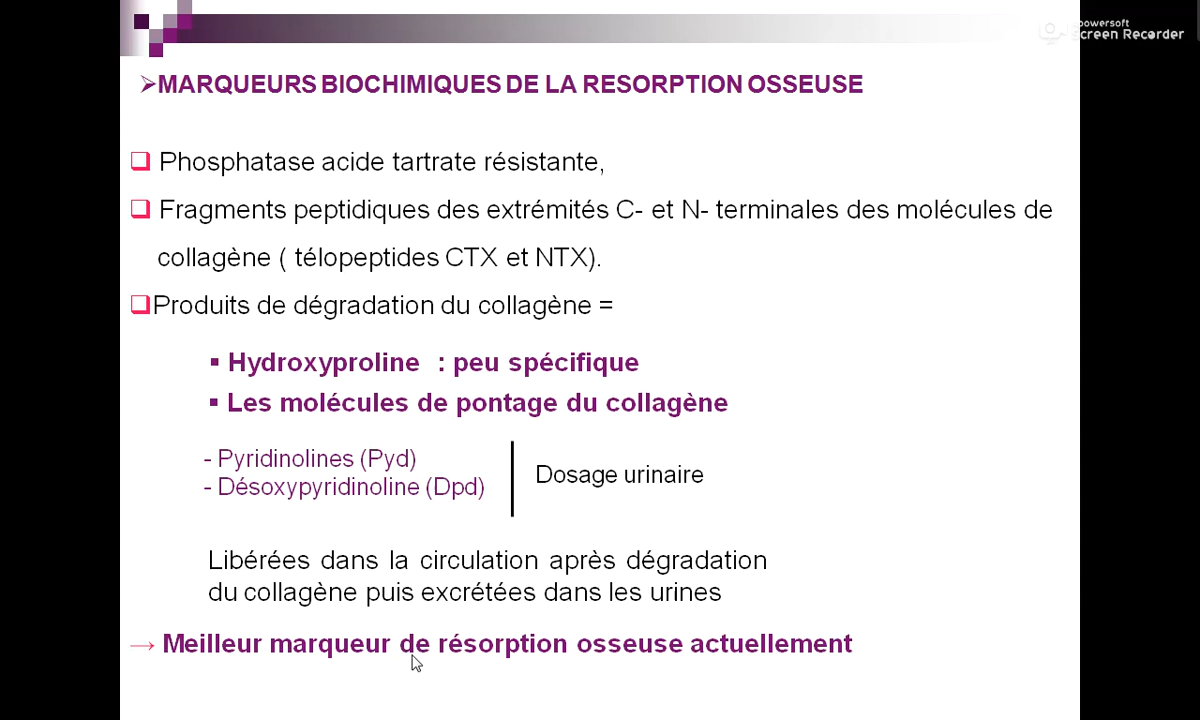 powersoft
Screen Recorder
➢MARQUEURS BIOCHIMIQUES DE LA RESORPTION OSSEUSE
❑ Phosphatase acide tartrate résistante,
❑ Fragments peptidiques des extrémités C- et N- terminales des molécules de
collagène ( télopeptides CTX et NTX).
❑Produits de dégradation du collagène =
▪ Hydroxyproline : peu spécifique
▪ Les molécules de pontage du collagène
- Pyridinolines (Pyd)
- Désoxypyridinoline (Dpd)
Dosage urinaire
Libérées dans la circulation après dégradation
du collagène puis excrétées dans les urines
→ Meilleur marqueur de résorption osseuse actuellement